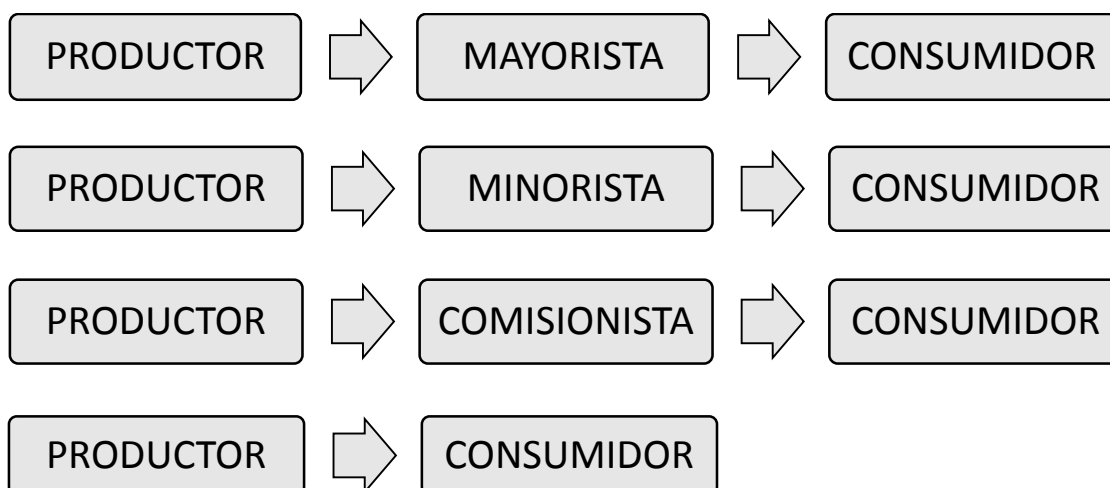 PRODUCTOR MAYORISTA CONSUMIDOR
PRODUCTOR MINORISTA CONSUMIDOR
PRODUCTOR COMISIONISTA CONSUMIDOR
PRODUCTOR CONSUMIDOR